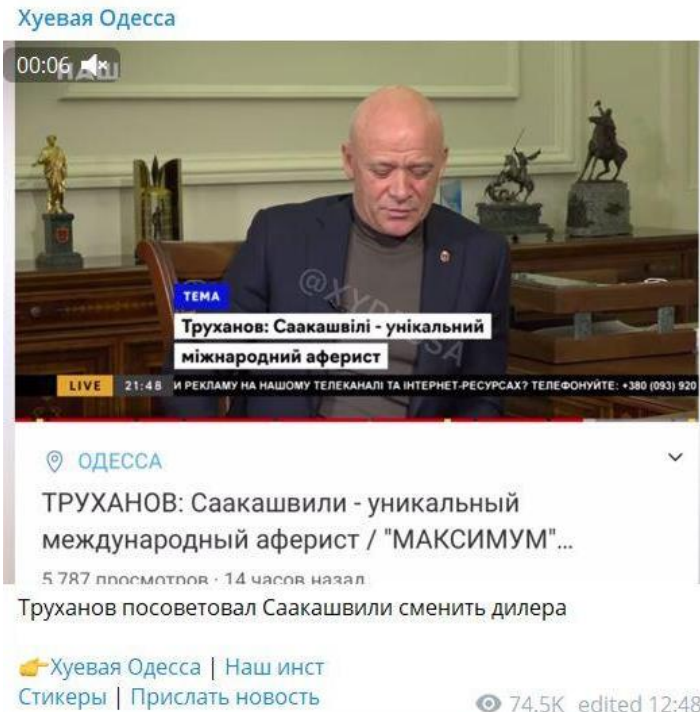 Хуевая Одесса
00:06
НАШ
ТЕМА
Труханов: Саакашвілі - унікальний
міжнародний аферист
LIVE 21:48 И РЕКЛАМУ НА НАШОМУ ТЕЛЕКАНАЛІ ТА ІНТЕРНЕТ-РЕСУРСАХ? ТЕЛЕФОНУЙТЕ: +380 (093) 920
ОДЕССА
ТРУХАНОВ: Саакашвили - уникальный
международный аферист / "МАКСИМУМ"...
5 787 просмотров · 14 часов назад
Труханов посоветовал Саакашвили сменить дилера
👉Хуевая Одесса | Наш инст
Стикеры | Прислать новость
74.5K edited 12:48